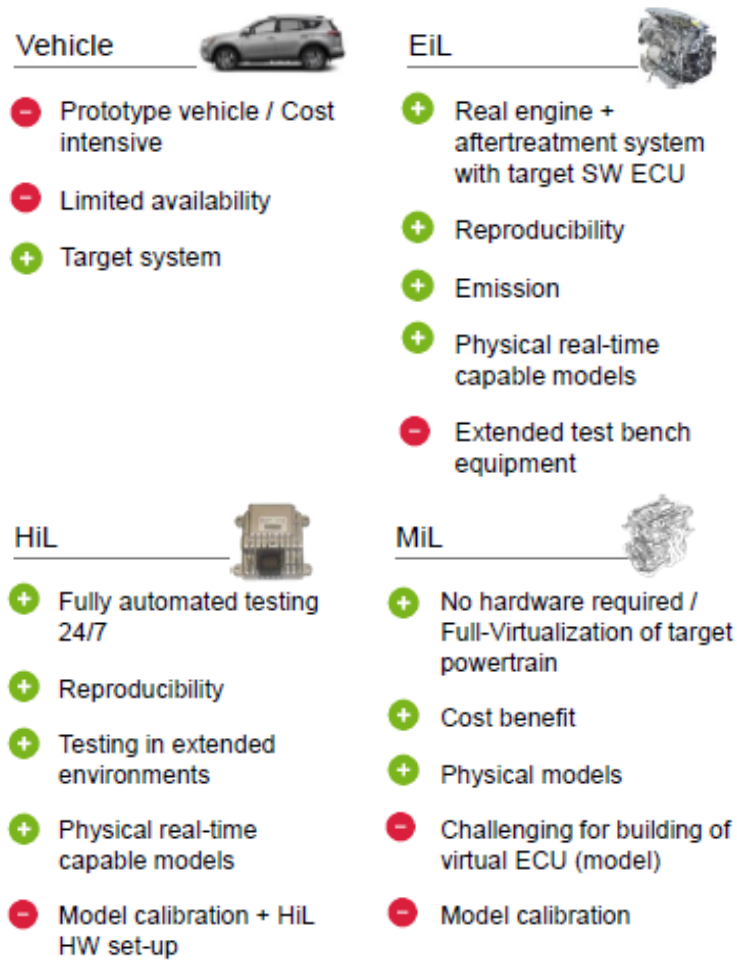 Vehicle
Prototype vehicle / Cost
intensive
Limited availability
Target system
EiL
Real engine +
aftertreatment system
with target SW ECU
Reproducibility
Emission
Physical real-time
capable models
Extended test bench
equipment
HiL
Fully automated testing
24/7
Reproducibility
Testing in extended
environments
Physical real-time
capable models
Model calibration + HiL
HW set-up
MiL
No hardware required /
Full-Virtualization of target
powertrain
Cost benefit
Physical models
Challenging for building of
virtual ECU (model)
Model calibration